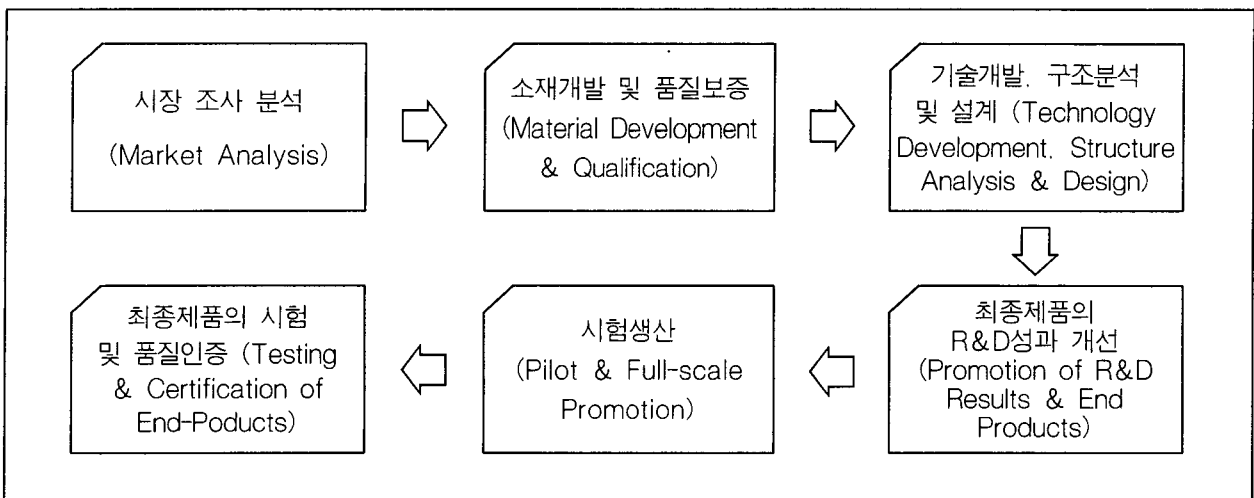 시장 조사 분석
(Market Analysis)
소재개발 및 품질보증
(Material Development
& Qualification)
기술개발, 구조분석
및 설계 (Technology
Development, Structure
Analysis & Design)
최종제품의
R&D성과 개선
(Promotion of R&D
Results & End
Products)
시험생산
(Pilot & Full-scale
Promotion)
최종제품의 시험
및 품질인증 (Testing
& Certification of
End-Poducts)